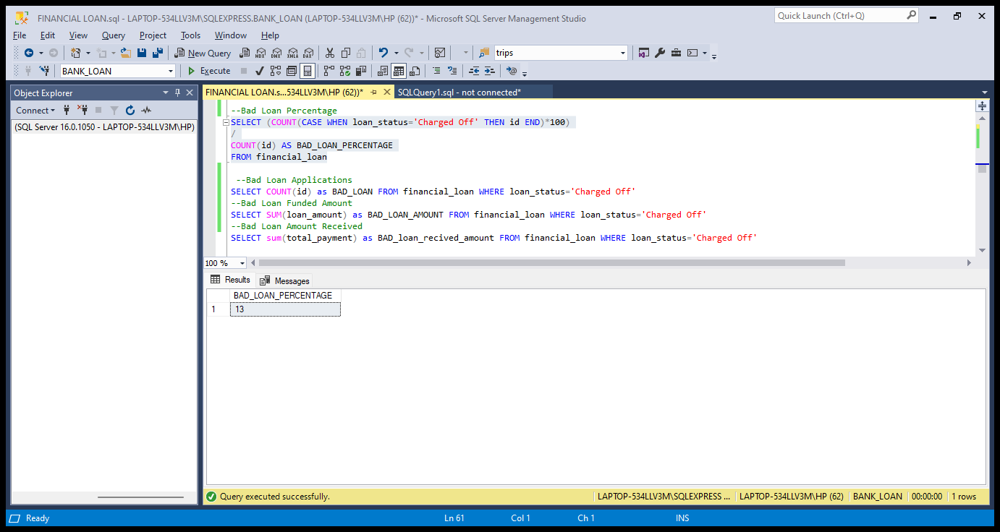 FINANCIAL LOAN.sql - LAPTOP-534LLV3M\SQLEXPRESS.BANK_LOAN (LAPTOP-534LLV3M\HP (62))* - Microsoft SQL Server Management Studio
Quick Launch (Ctrl+Q)
File Edit View Query Project Tools Window Help
New Query MDX DMX XMLA DAX trips
BANK_LOAN Execute
Object Explorer
FINANCIAL LOAN.s...534LLV3M\HP (62))* SQLQuery1.sql - not connected*
Connect
(SQL Server 16.0.1050 - LAPTOP-534LLV3M\HP)
--Bad Loan Percentage
SELECT (COUNT(CASE WHEN loan_status='Charged Off' THEN id END)*100)
/
COUNT(id) AS BAD_LOAN_PERCENTAGE
FROM financial_loan
--Bad Loan Applications
SELECT COUNT(id) as BAD_LOAN FROM financial_loan WHERE loan_status='Charged Off'
--Bad Loan Funded Amount
SELECT SUM(loan_amount) as BAD_LOAN_AMOUNT FROM financial_loan WHERE loan_status='Charged Off'
--Bad Loan Amount Received
SELECT sum(total_payment) as BAD_loan_recived_amount FROM financial_loan WHERE loan_status='Charged Off'
100 %
Results Messages
BAD_LOAN_PERCENTAGE
1 13
Query executed successfully. LAPTOP-534LLV3M\SQLEXPRESS ... LAPTOP-534LLV3M\HP (62) BANK_LOAN 00:00:00 1 rows
Ready Ln 61 Col 1 Ch 1 INS